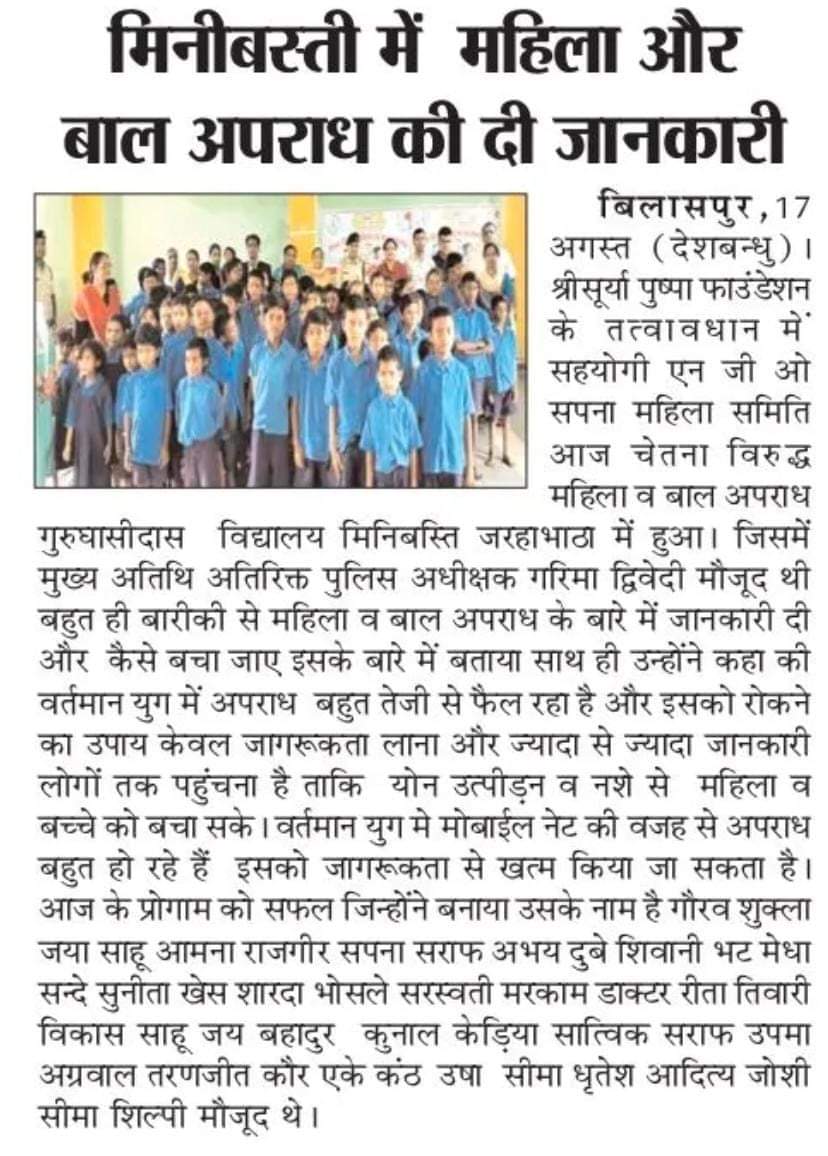 मिनीबस्ती में महिला और
बाल अपराध की दी जानकारी
बिलासपुर,17
अगस्त (देशबन्धु)।
श्रीसूर्या पुष्पा फाउंडेशन
के तत्वावधान में
सहयोगी एन जी ओ
सपना महिला समिति
आज चेतना विरुद्ध
महिला व बाल अपराध
गुरुघासीदास विद्यालय मिनिबस्ति जरहाभाठा में हुआ। जिसमें
मुख्य अतिथि अतिरिक्त पुलिस अधीक्षक गरिमा द्विवेदी मौजूद थी
बहुत ही बारीकी से महिला व बाल अपराध के बारे में जानकारी दी
और कैसे बचा जाए इसके बारे में बताया साथ ही उन्होंने कहा की
वर्तमान युग में अपराध बहुत तेजी से फैल रहा है और इसको रोकने
का उपाय केवल जागरूकता लाना और ज्यादा से ज्यादा जानकारी
लोगों तक पहुंचना है ताकि योन उत्पीड़न व नशे से महिला व
बच्चे को बचा सके। वर्तमान युग मे मोबाईल नेट की वजह से अपराध
बहुत हो रहे हैं इसको जागरूकता से खत्म किया जा सकता है।
आज के प्रोगाम को सफल जिन्होंने बनाया उसके नाम है गौरव शुक्ला
जया साहू आमना राजगीर सपना सराफ अभय दुबे शिवानी भट मेधा
सन्दे सुनीता खेस शारदा भोसले सरस्वती मरकाम डाक्टर रीता तिवारी
विकास साहू जय बहादुर कुनाल केड़िया सात्विक सराफ उपमा
अग्रवाल तरणजीत कौर एके कंठ उषा सीमा धृतेश आदित्य जोशी
सीमा शिल्पी मौजूद थे।